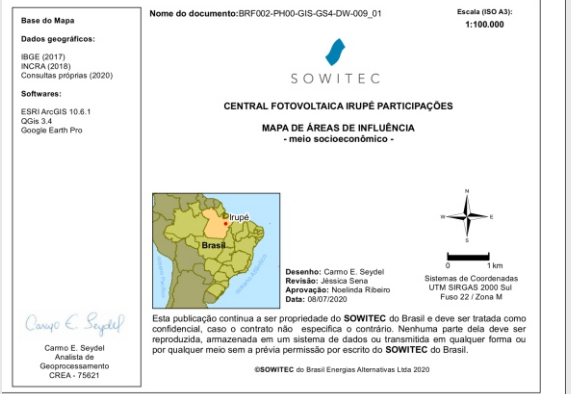 Base do Mapa
Dados geográficos:
IBGE (2017)
INCRA (2018)
Consultas próprias (2020)
Softwares:
ESRI ArcGIS 10.6.1
QGis 3.4
Google Earth Pro
Carmo E. Seydel
Carmo E. Seydel
Analista de
Geoprocessamento
CREA - 75621
Nome do documento:BRF002-PH00-GIS-GS4-DW-009_01
Escala (ISO A3):
1:100.000
SOWITEC
CENTRAL FOTOVOLTAICA IRUPÉ PARTICIPAÇÕES
MAPA DE ÁREAS DE INFLUÊNCIA
- meio socioeconômico -
Irupé
Brasil
Desenho: Carmo E. Seydel
Revisão: Jéssica Sena
Aprovação: Noelinda Ribeiro
Data: 08/07/2020
N
W
E
S
0 1 km
Sistemas de Coordenadas
UTM SIRGAS 2000 Sul
Fuso 22 / Zona M
Esta publicação continua a ser propriedade do SOWITEC do Brasil e deve ser tratada como
confidencial, caso o contrato não especifica o contrário. Nenhuma parte dela deve ser
reproduzida, armazenada em um sistema de dados ou transmitida em qualquer forma ou
por qualquer meio sem a prévia permissão por escrito do SOWITEC do Brasil.
©SOWITEC do Brasil Energias Alternativas Ltda 2020